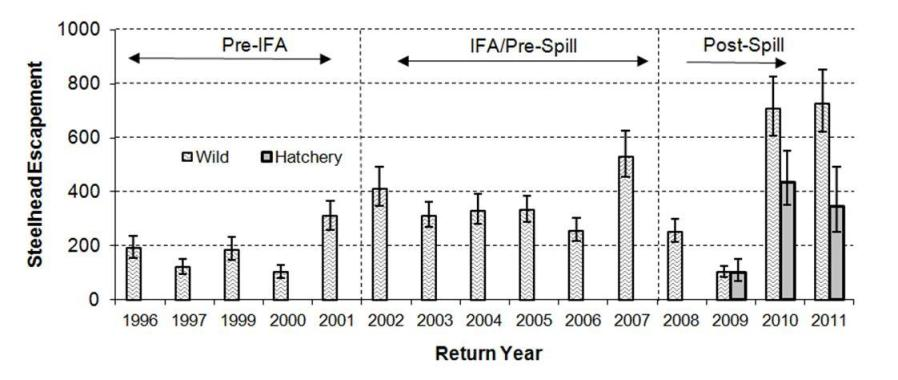 1000
Pre-IFA IFA/Pre-Spill Post-Spill
800
600
Wild Hatchery
400
200
0
Steelhead Escapement
1996 1997 1999 2000 2001 2002 2003 2004 2005 2006 2007 2008 2009 2010 2011
Return Year